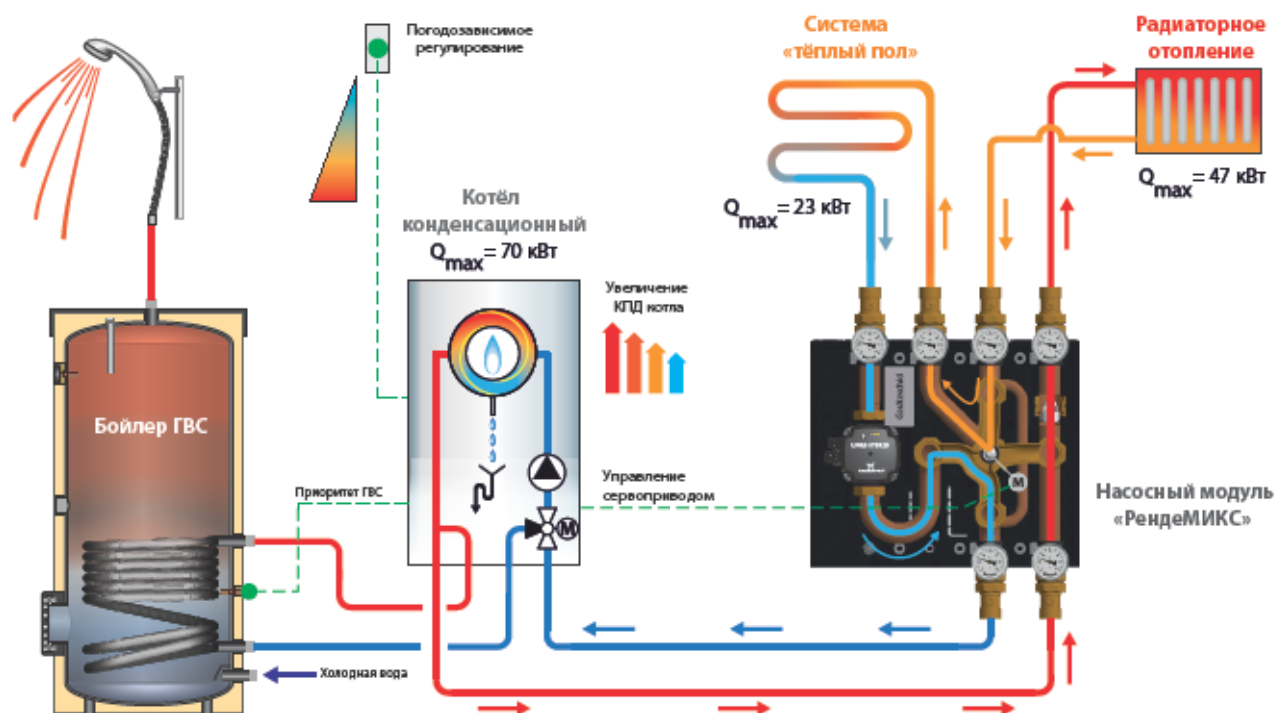 Погодозависимое
регулирование
Система
«тёплый пол»
Радиаторное
отопление
Qmax = 47 кВт
Qmax = 23 кВт
Котёл
конденсационный
Qmax = 70 кВт
Увеличение
КПД котла
Бойлер ГВС
Приоритет ГВС
Управление
сервоприводом
M
M
Насосный модуль
«РендеМИКС»
Холодная вода